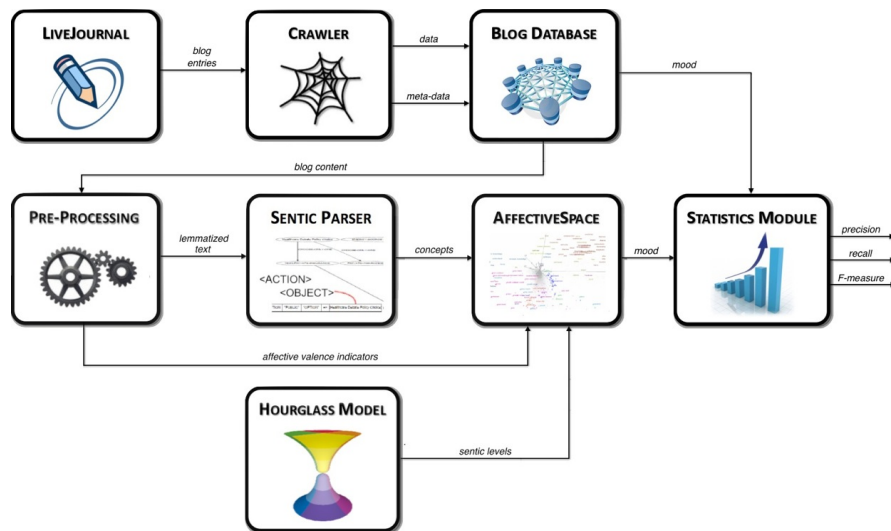 LIVEJOURNAL
blog
entries
CRAWLER
data
meta-data
BLOG DATABASE
mood
blog content
PRE-PROCESSING
lemmatized
text
SENTIC PARSER
<ACTION>
<OBJECT>
concepts
AFFECTIVESPACE
mood
STATISTICS MODULE
precision
recall
F-measure
affective valence indicators
HOURGLASS MODEL
sentic levels